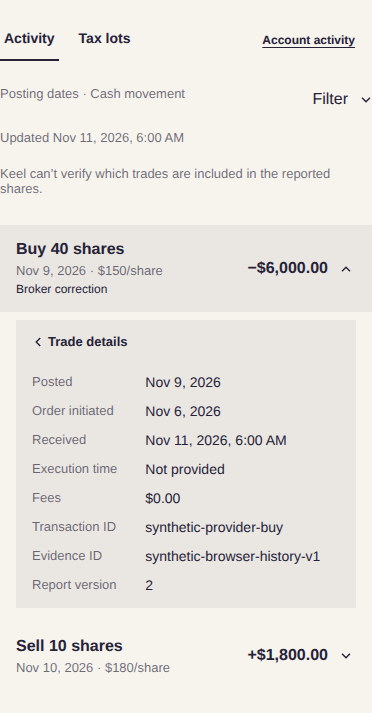 Activity Tax lots Account activity
Posting dates · Cash movement
Filter
Updated Nov 11, 2026, 6:00 AM
Keel can’t verify which trades are included in the reported
shares.
Buy 40 shares
Nov 9, 2026 · $150/share
Broker correction
−$6,000.00
Trade details
Posted Nov 9, 2026
Order initiated Nov 6, 2026
Received Nov 11, 2026, 6:00 AM
Execution time Not provided
Fees $0.00
Transaction ID synthetic-provider-buy
Evidence ID synthetic-browser-history-v1
Report version 2
Sell 10 shares
Nov 10, 2026 · $180/share
+$1,800.00